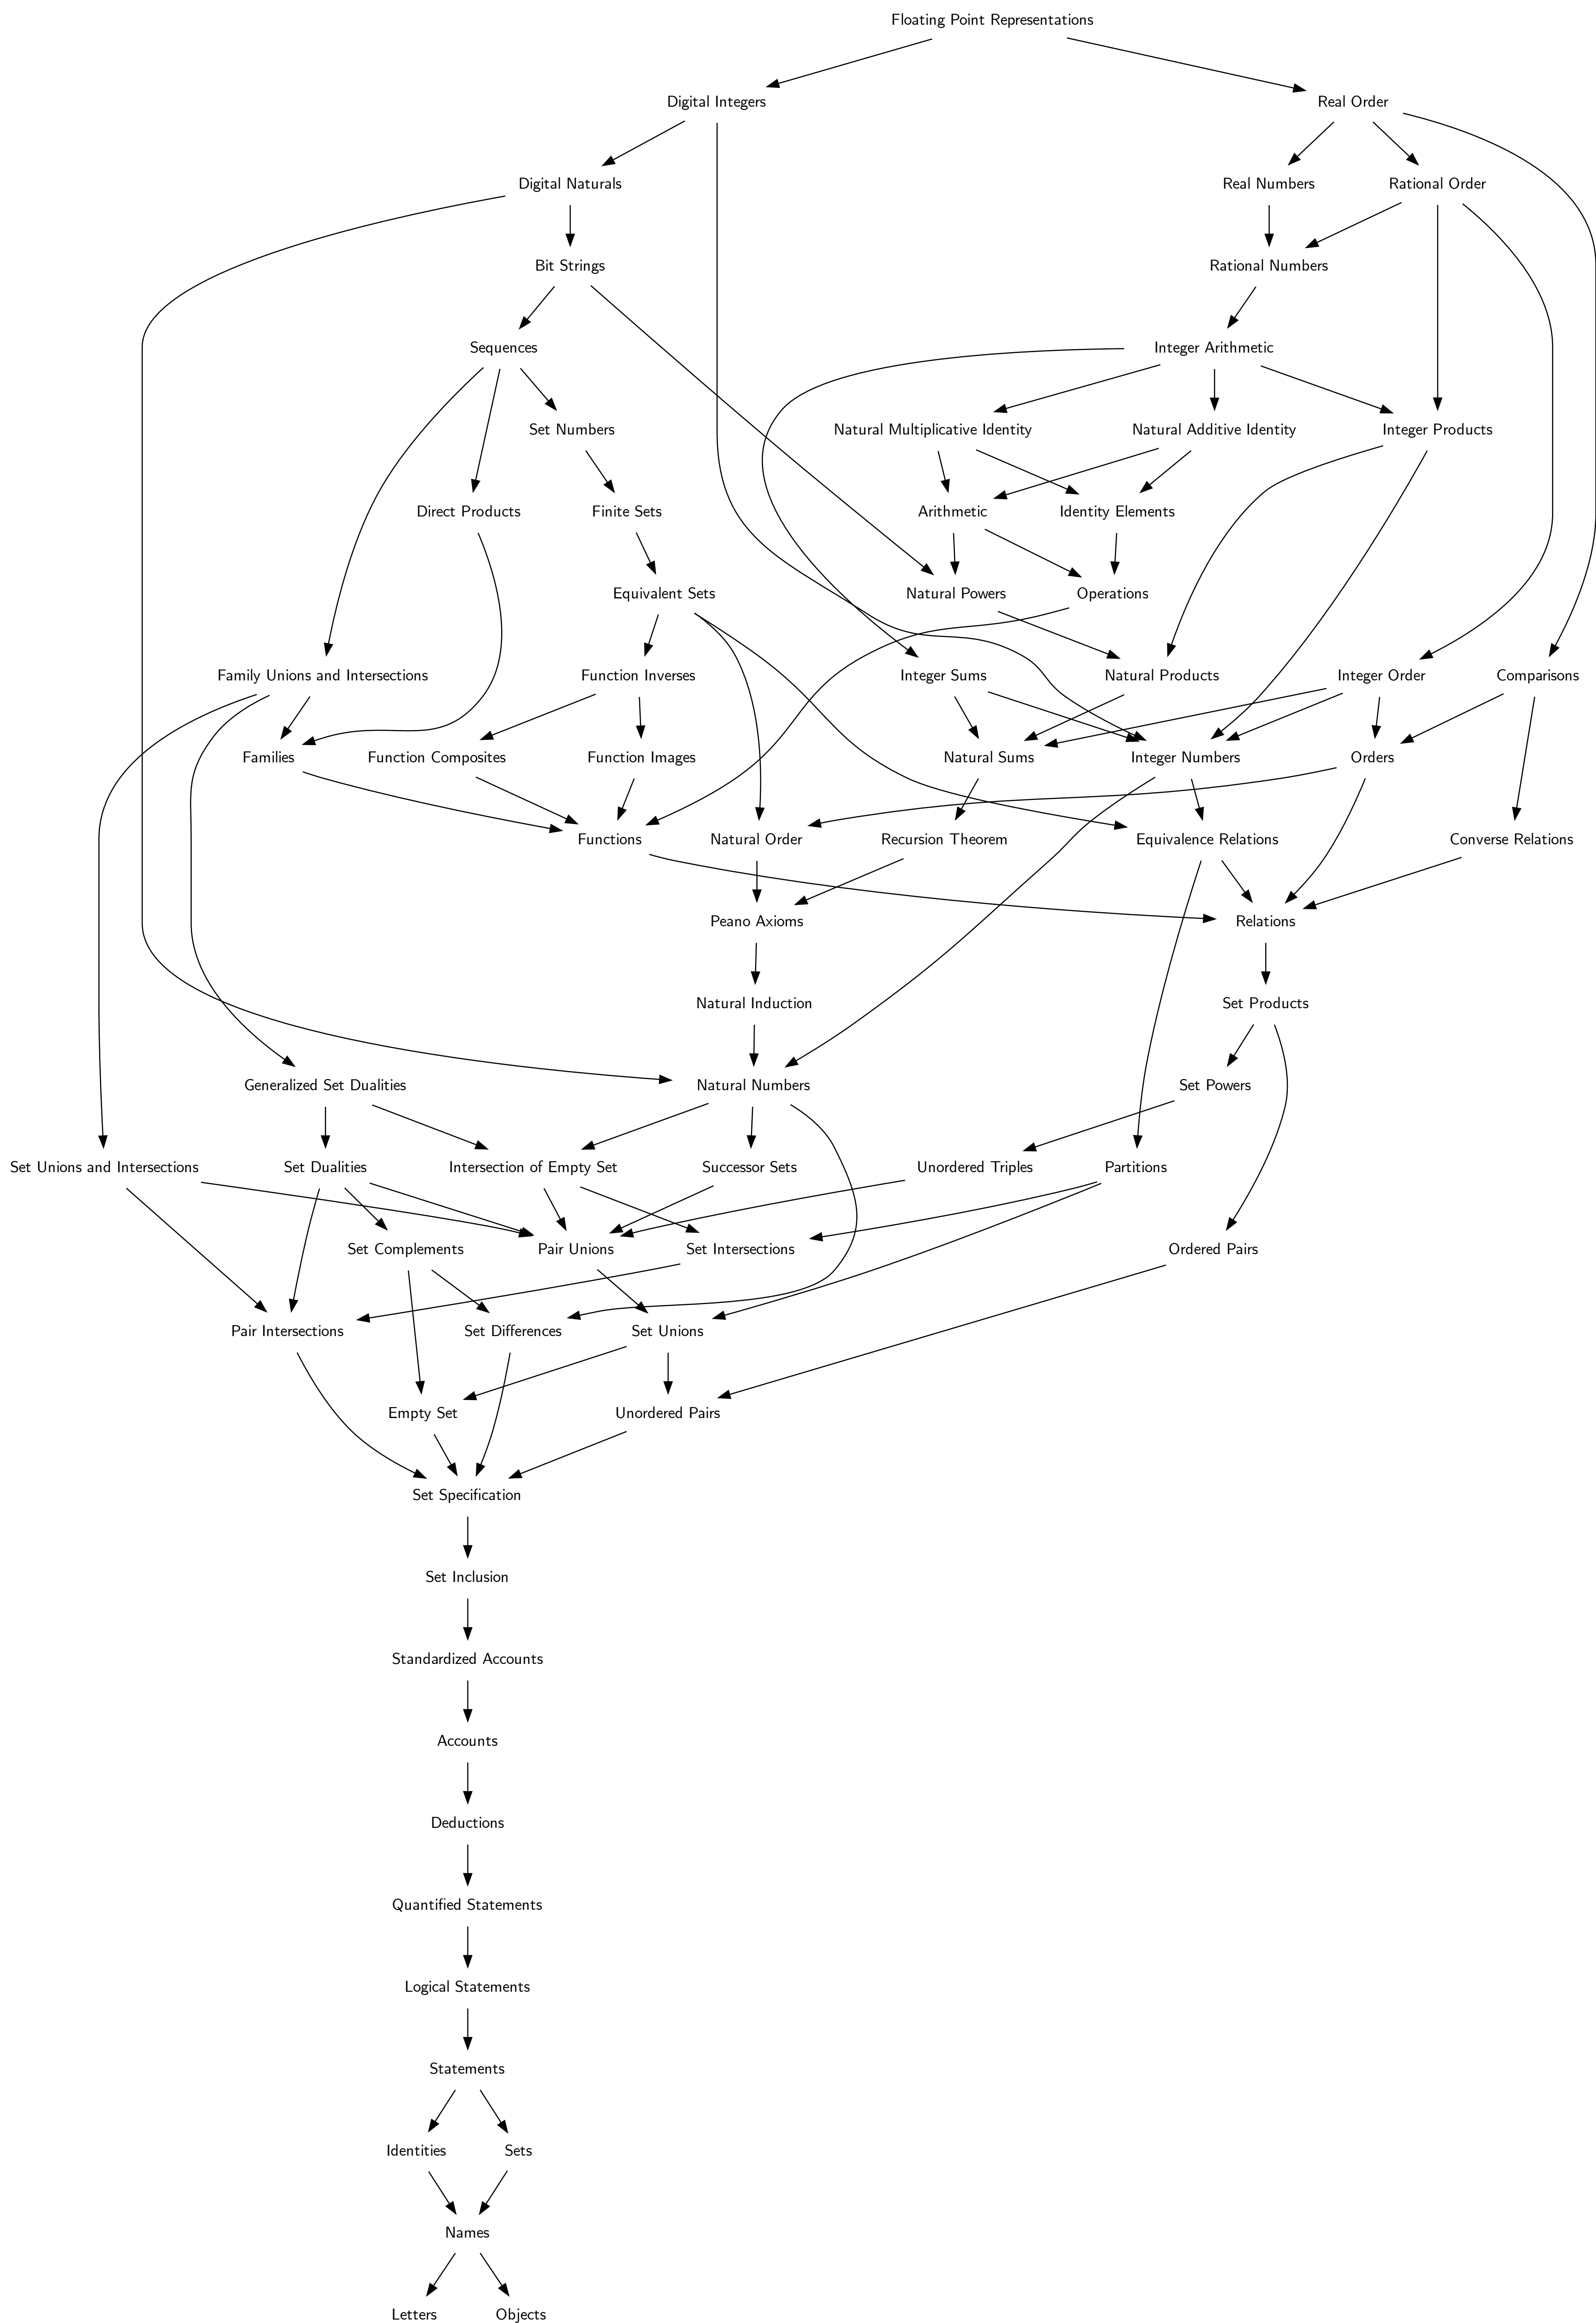 Floating Point Representations
Digital Integers
Real Order
Digital Naturals
Real Numbers
Rational Order
Bit Strings
Rational Numbers
Sequences
Integer Arithmetic
Set Numbers
Natural Multiplicative Identity
Natural Additive Identity
Integer Products
Direct Products
Finite Sets
Arithmetic
Identity Elements
Equivalent Sets
Natural Powers
Operations
Family Unions and Intersections
Function Inverses
Integer Sums
Natural Products
Integer Order
Comparisons
Families
Function Composites
Function Images
Natural Sums
Integer Numbers
Orders
Functions
Natural Order
Recursion Theorem
Equivalence Relations
Converse Relations
Peano Axioms
Relations
Natural Induction
Set Products
Generalized Set Dualities
Natural Numbers
Set Powers
Set Unions and Intersections
Set Dualities
Intersection of Empty Set
Successor Sets
Unordered Triples
Partitions
Set Complements
Pair Unions
Set Intersections
Ordered Pairs
Pair Intersections
Set Differences
Set Unions
Empty Set
Unordered Pairs
Set Specification
Set Inclusion
Standardized Accounts
Accounts
Deductions
Quantified Statements
Logical Statements
Statements
Identities
Sets
Names
Letters
Objects